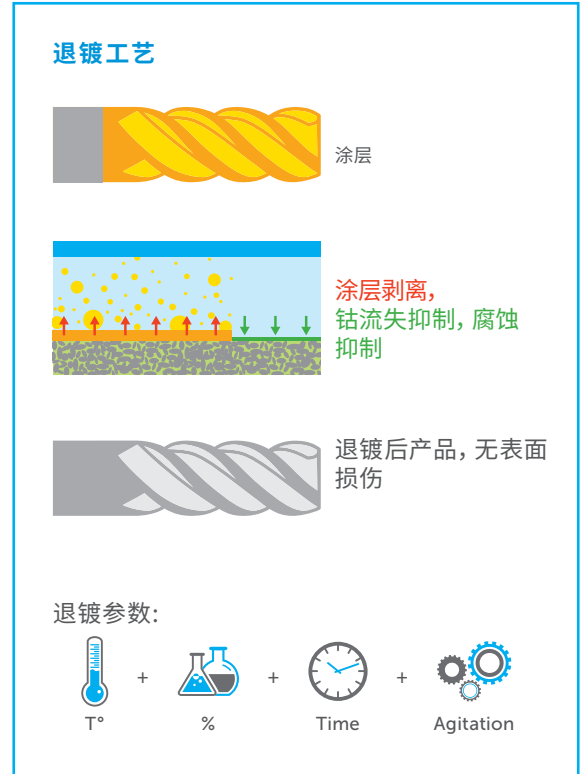 退镀工艺
涂层
涂层剥离,
钴流失抑制, 腐蚀
抑制
退镀后产品, 无表面
损伤
退镀参数:
+ + +
T° % Time Agitation